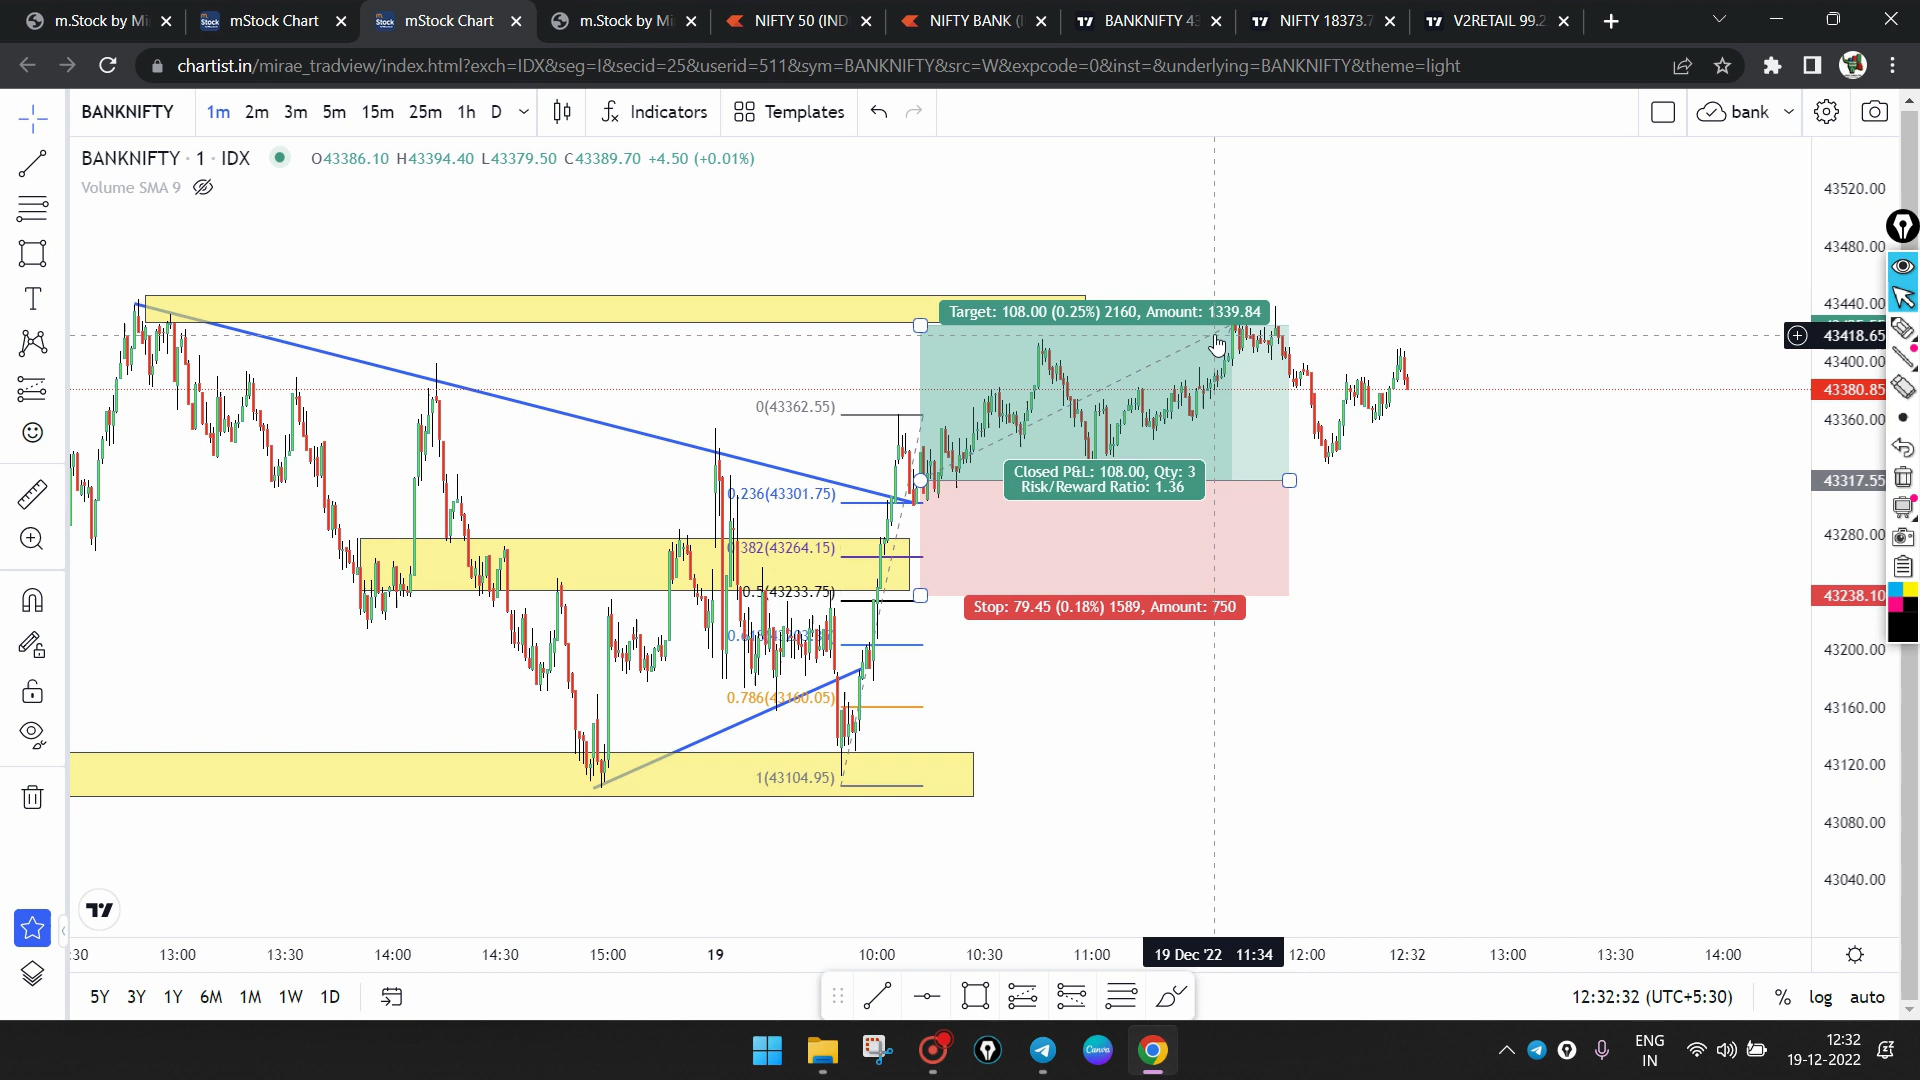 m.Stock by Mi
mStock Chart
mStock Chart
m.Stock by Mi
NIFTY 50 (IND
NIFTY BANK (
BANKNIFTY 43
NIFTY 18373.7
V2RETAIL 99.2
chartist.in/mirae_tradview/index.html?exch=IDX&seg=I&secid=25&userid=511&sym=BANKNIFTY&src=W&expcode=0&inst=&underlying=BANKNIFTY&theme=light
BANKNIFTY 1m 2m 3m 5m 15m 25m 1h D Indicators Templates bank
BANKNIFTY · 1 · IDX O43386.10 H43394.40 L43379.50 C43389.70 +4.50 (+0.01%)
Volume SMA 9
43520.00
43480.00
43440.00
43418.65
43400.00
43380.85
43360.00
43317.55
43280.00
43238.10
43200.00
43160.00
43120.00
43080.00
43040.00
Target: 108.00 (0.25%) 2160, Amount: 1339.84
0(43362.55)
Closed P&L: 108.00, Qty: 3
Risk/Reward Ratio: 1.36
0.236(43301.75)
0.382(43264.15)
0.5(43233.75)
Stop: 79.45 (0.18%) 1589, Amount: 750
0.786(43160.05)
1(43104.95)
:30 13:00 13:30 14:00 14:30 15:00 19 10:00 10:30 11:00 19 Dec '22 11:34 12:00 12:32 13:00 13:30 14:00
5Y 3Y 1Y 6M 1M 1W 1D
12:32:32 (UTC+5:30) % log auto
Canva
ENG
IN
12:32
19-12-2022